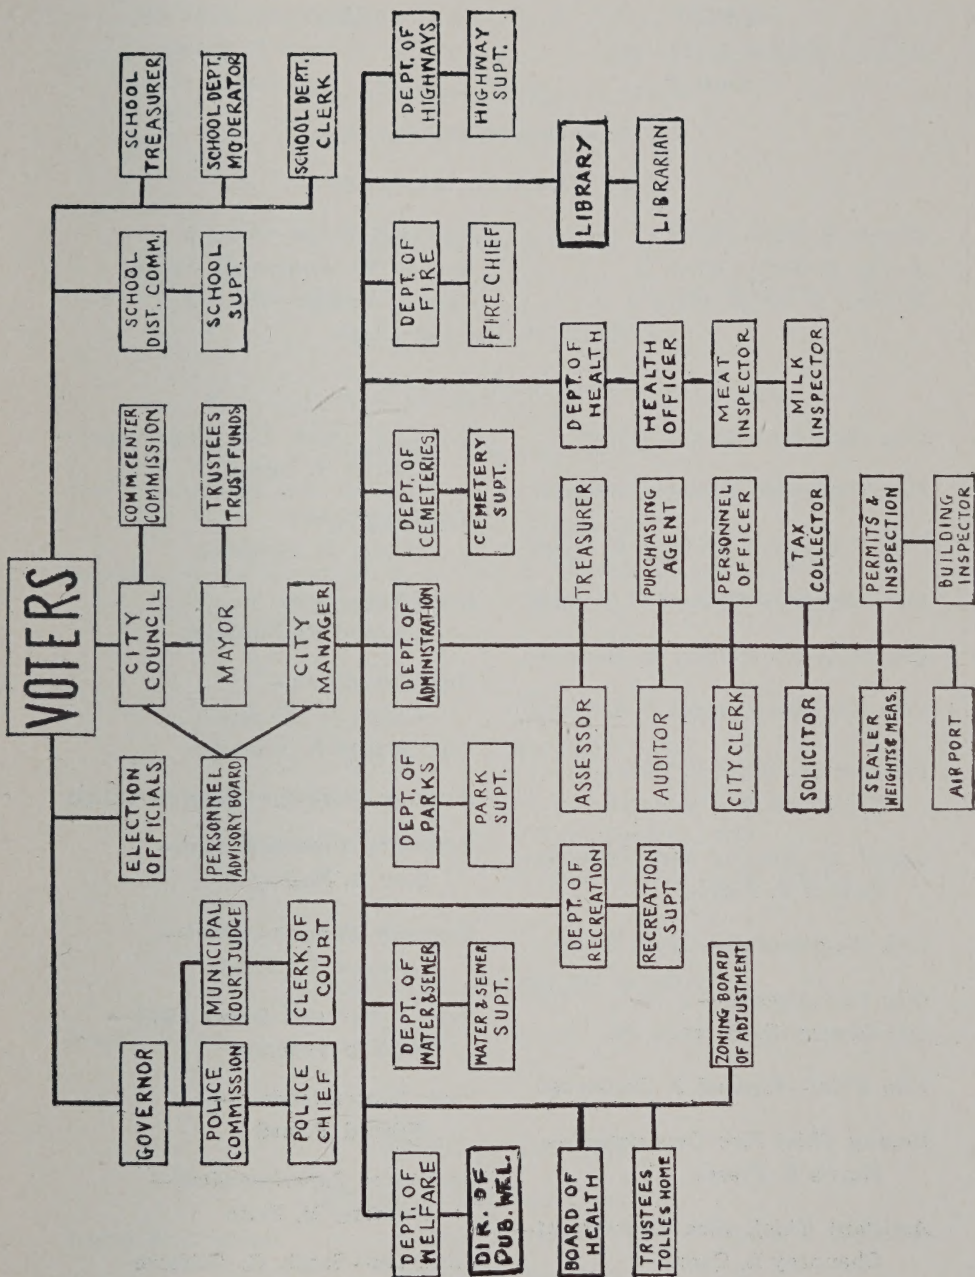 VOTERS
GOVERNOR
ELECTION
OFFICIALS
CITY
COUNCIL
COMM.CENTER
COMMISSION
SCHOOL
DIST. COMM.
SCHOOL
TREASURER
POLICE
COMMISSION
MUNICIPAL
COURT JUDGE
PERSONNEL
ADVISORY BOARD
MAYOR
TRUSTEES
TRUST FUNDS
SCHOOL
SUPT.
SCHOOL DEPT.
MODERATOR
POLICE
CHIEF
CLERK OF
COURT
CITY
MANAGER
SCHOOL DEPT.
CLERK
DEPT. OF
WELFARE
DEPT. OF
WATER & SEWER
DEPT. OF
PARKS
DEPT. OF
ADMINISTRATION
DEPT. OF
CEMETERIES
DEPT. OF
FIRE
DEPT. OF
HIGHWAYS
DIR. OF
PUB. WEL.
WATER & SEWER
SUPT.
PARK
SUPT.
CEMETERY
SUPT.
FIRE CHIEF
HIGHWAY
SUPT.
BOARD OF
HEALTH
DEPT. OF
RECREATION
ASSESSOR
TREASURER
DEPT. OF
HEALTH
LIBRARY
TRUSTEES
TOLLES HOME
RECREATION
SUPT
AUDITOR
PURCHASING
AGENT
HEALTH
OFFICER
LIBRARIAN
ZONING BOARD
OF ADJUSTMENT
CITY CLERK
PERSONNEL
OFFICER
MEAT
INSPECTOR
SOLICITOR
TAX
COLLECTOR
MILK
INSPECTOR
SEALER
WEIGHTS & MEAS.
PERMITS &
INSPECTION
AIRPORT
BUILDING
INSPECTOR